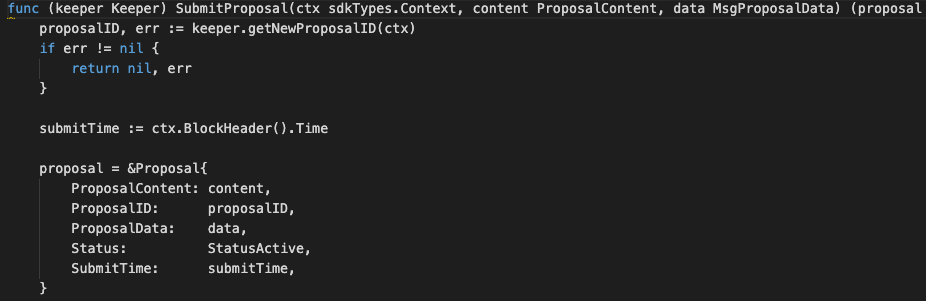 func (keeper Keeper) SubmitProposal(ctx sdkTypes.Context, content ProposalContent, data MsgProposalData) (proposal
    proposalID, err := keeper.getNewProposalID(ctx)
    if err != nil {
        return nil, err
    }

    submitTime := ctx.BlockHeader().Time

    proposal = &Proposal{
        ProposalContent: content,
        ProposalID:      proposalID,
        ProposalData:    data,
        Status:          StatusActive,
        SubmitTime:      submitTime,
    }